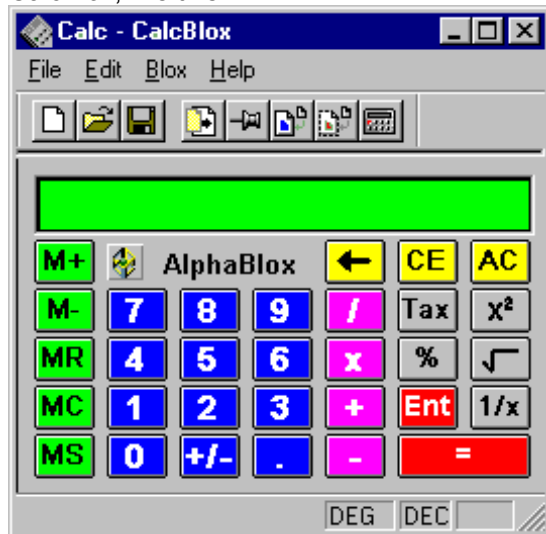 Calc - CalcBlox
File Edit Blox Help
M+ AlphaBlox ← CE AC
M- 7 8 9 / Tax x²
MR 4 5 6 x % √
MC 1 2 3 + Ent 1/x
MS 0 +/- . - =
DEG DEC